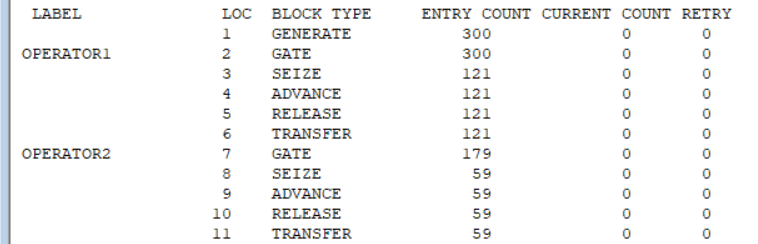 LABEL LOC BLOCK TYPE ENTRY COUNT CURRENT COUNT RETRY
1 GENERATE 300 0 0
OPERATOR1 2 GATE 300 0 0
3 SEIZE 121 0 0
4 ADVANCE 121 0 0
5 RELEASE 121 0 0
6 TRANSFER 121 0 0
OPERATOR2 7 GATE 179 0 0
8 SEIZE 59 0 0
9 ADVANCE 59 0 0
10 RELEASE 59 0 0
11 TRANSFER 59 0 0